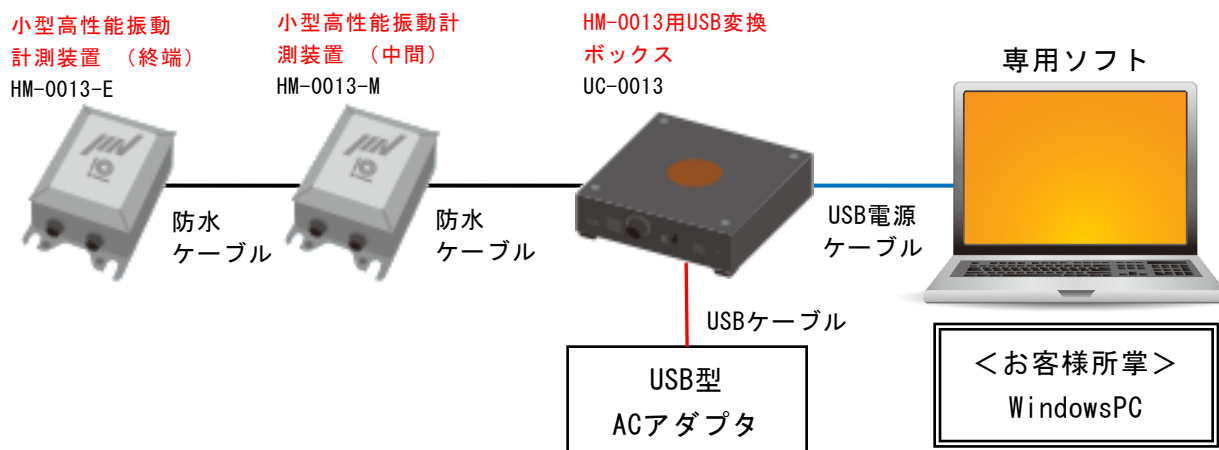 小型高性能振動
計測装置 （終端）
HM-0013-E
小型高性能振動計
測装置 （中間）
HM-0013-M
HM-0013用USB変換
ボックス
UC-0013
専用ソフト
防水
ケーブル
防水
ケーブル
USB電源
ケーブル
USBケーブル
USB型
ACアダプタ
＜お客様所掌＞
WindowsPC